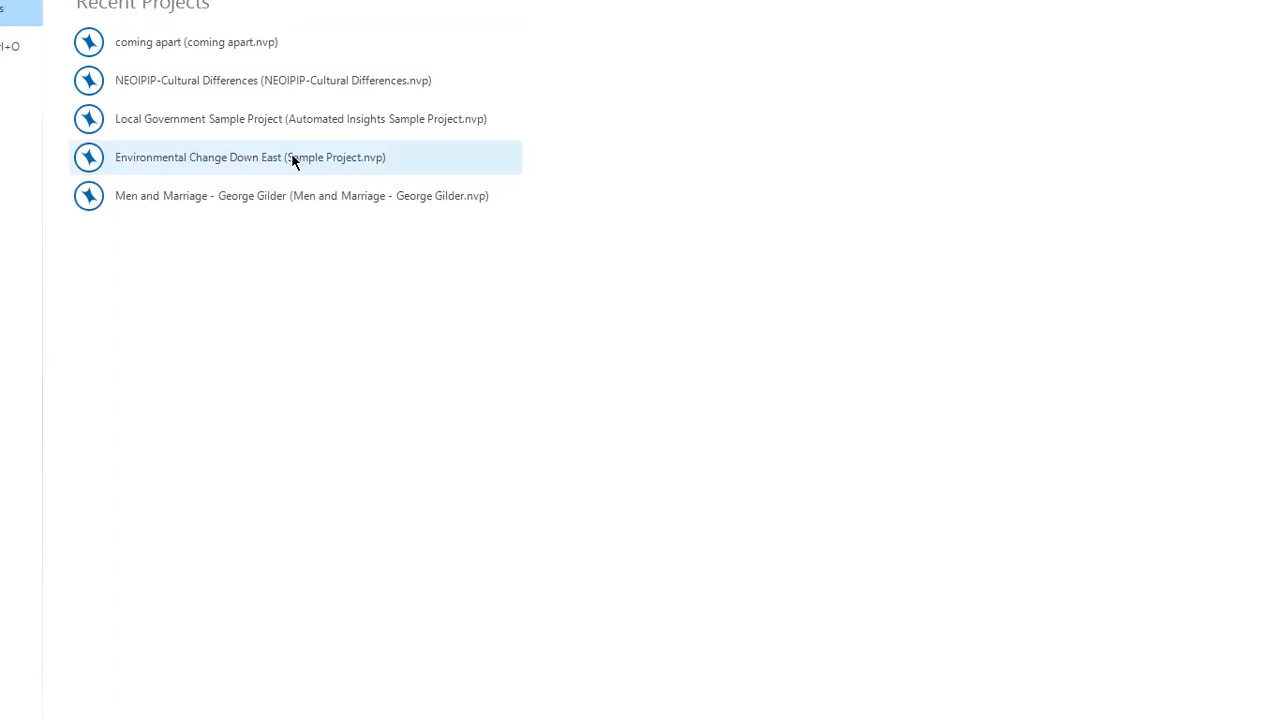 Recent Projects
s
coming apart (coming apart.nvp)
rl+O
NEOIPIP-Cultural Differences (NEOIPIP-Cultural Differences.nvp)
Local Government Sample Project (Automated Insights Sample Project.nvp)
Environmental Change Down East (Sample Project.nvp)
Men and Marriage - George Gilder (Men and Marriage - George Gilder.nvp)